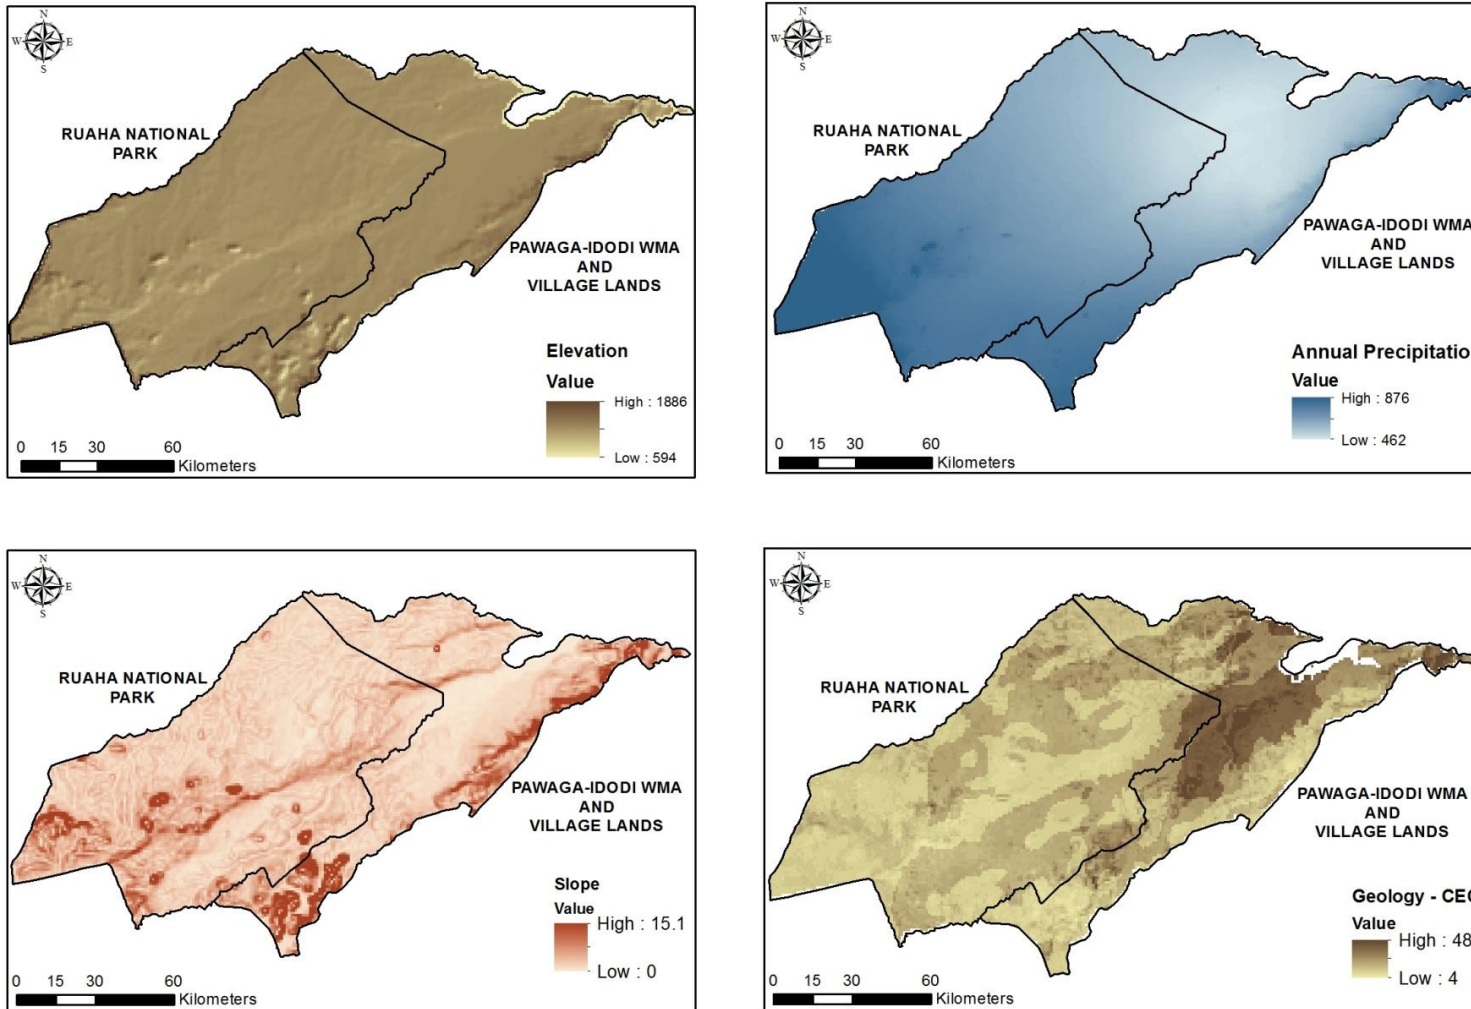 N
W E
S
RUAHA NATIONAL
PARK
PAWAGA-IDODI WMA
AND
VILLAGE LANDS
Elevation
Value
High : 1886
Low : 594
0 15 30 60
Kilometers
N
W E
S
RUAHA NATIONAL
PARK
PAWAGA-IDODI WMA
AND
VILLAGE LANDS
Annual Precipitatio
Value
High : 876
Low : 462
0 15 30 60
Kilometers
N
W E
S
RUAHA NATIONAL
PARK
PAWAGA-IDODI WMA
AND
VILLAGE LANDS
Slope
Value
High : 15.1
Low : 0
0 15 30 60
Kilometers
N
W E
S
RUAHA NATIONAL
PARK
PAWAGA-IDODI WMA
AND
VILLAGE LANDS
Geology - CEC
Value
High : 48
Low : 4
0 15 30 60
Kilometers